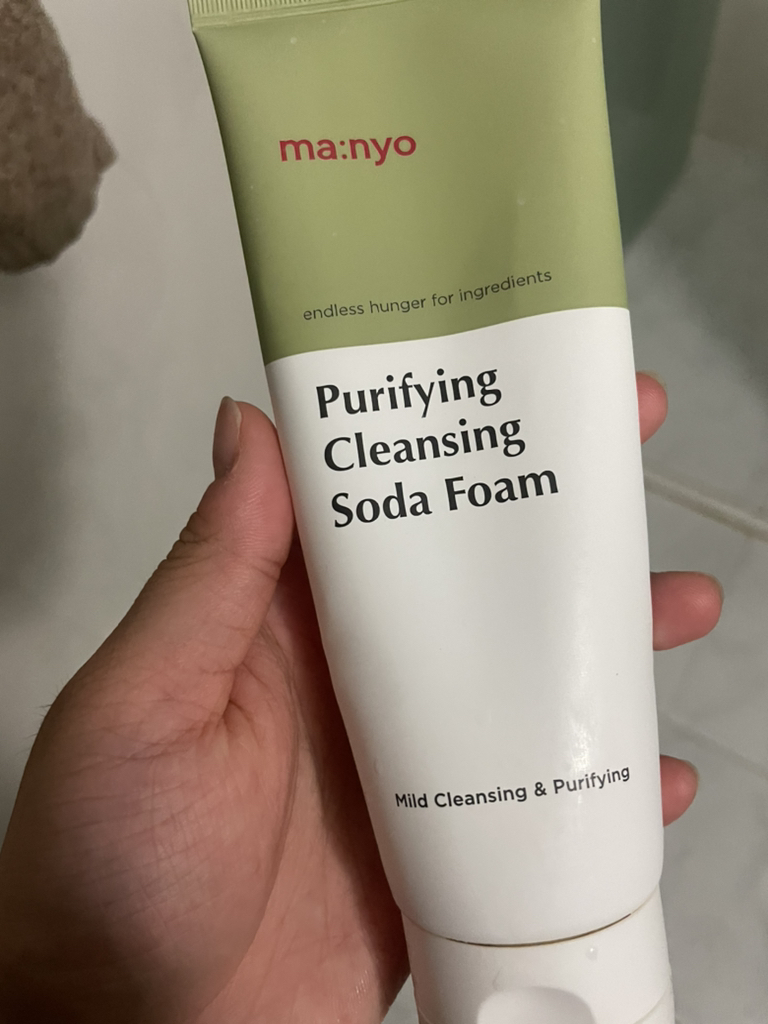 ma:nyo
endless hunger for ingredients
Purifying
Cleansing
Soda Foam
Mild Cleansing & Purifying